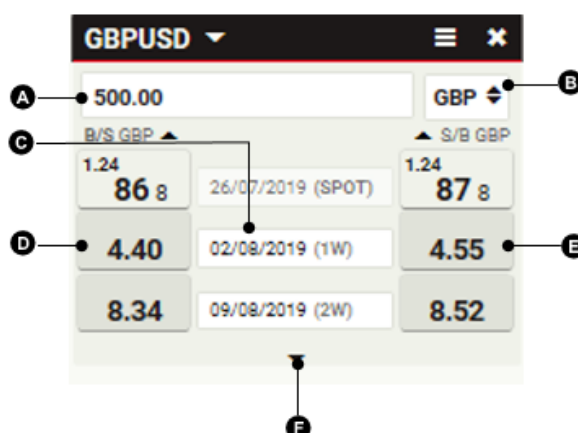 GBPUSD
A 500.00 GBP B
B/S GBP S/B GBP
C
1.24 86 8 26/07/2019 (SPOT) 1.24 87 8
D 4.40 02/08/2019 (1W) 4.55 E
8.34 09/08/2019 (2W) 8.52
F